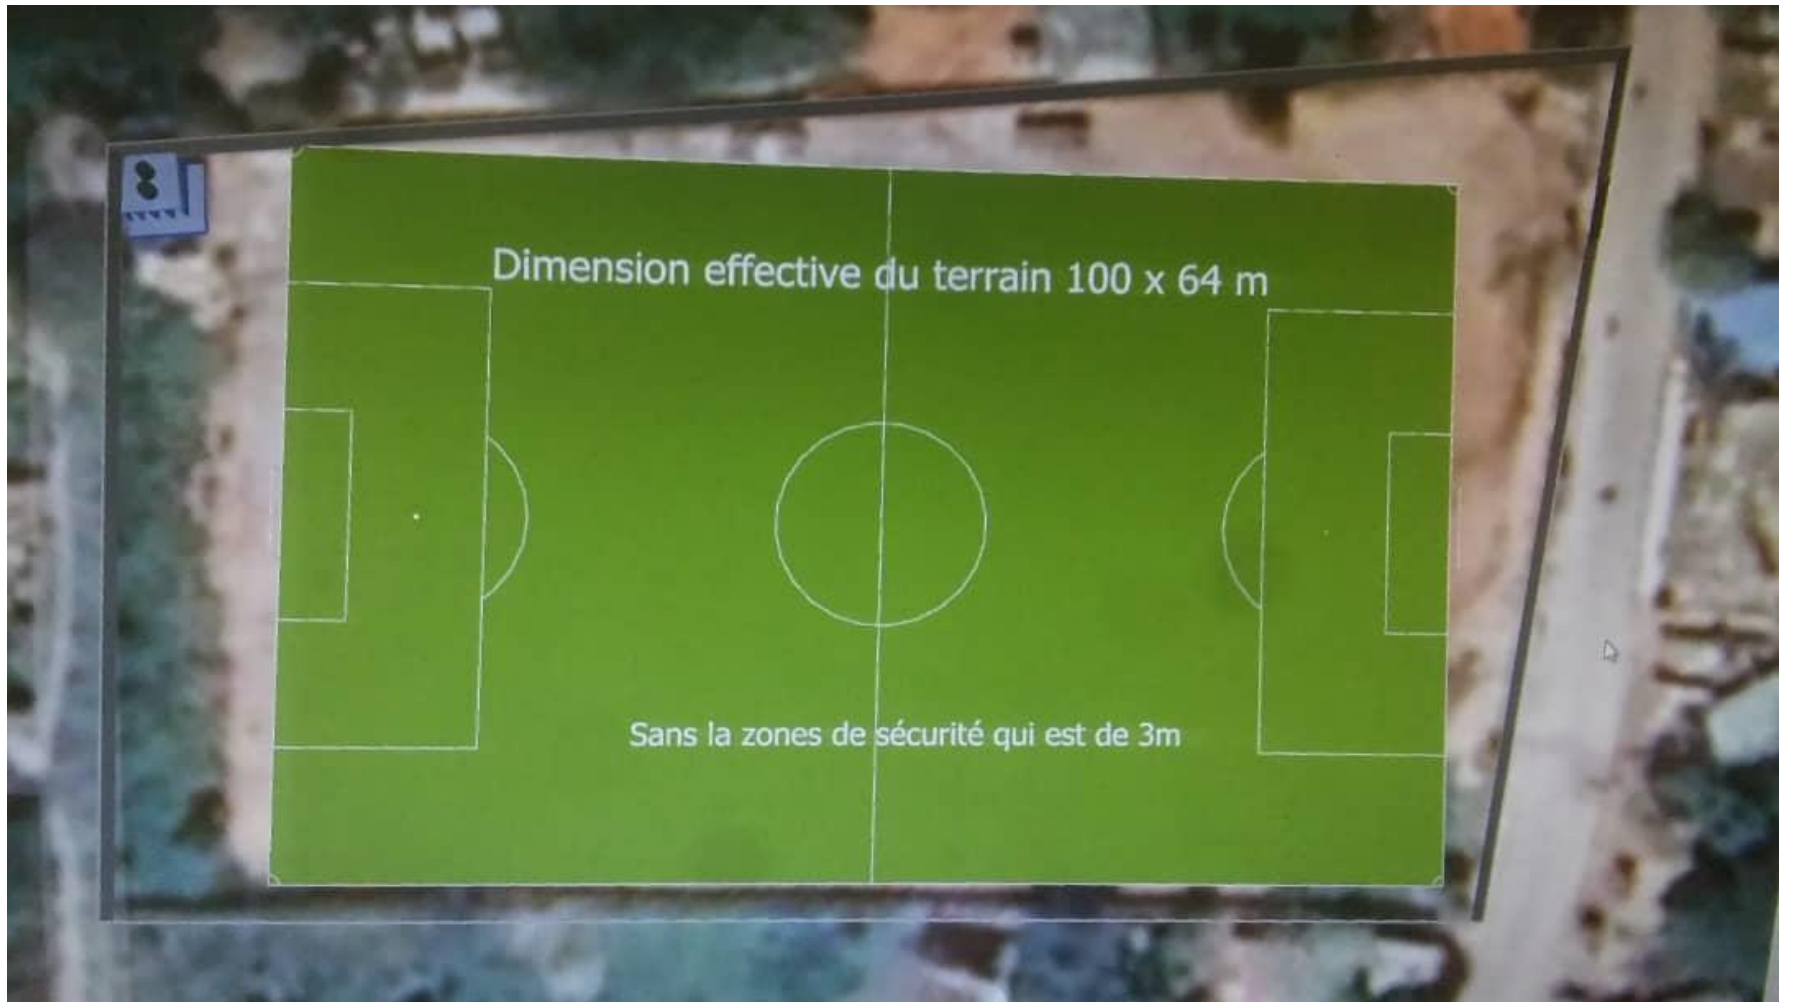 Dimension effective du terrain 100 x 64 m
Sans la zones de sécurité qui est de 3m